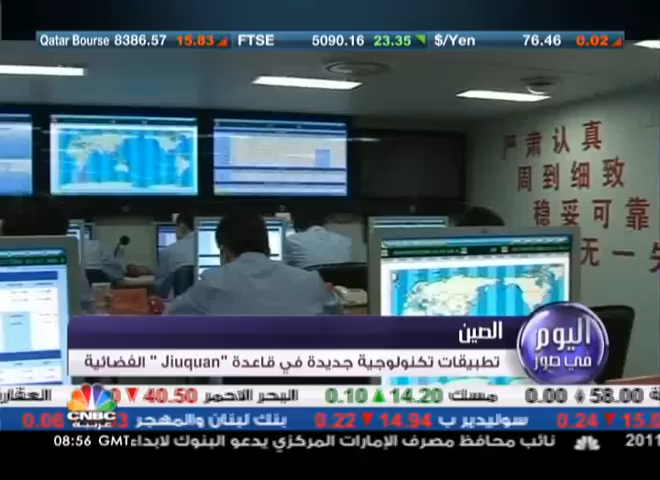 Qatar Bourse 8386.57 15.83 FTSE 5090.16 23.35 $/Yen 76.46 0.02
严肃认真
周到细致
稳妥可靠
无一失
الصين
تطبيقات تكنولوجية جديدة في قاعدة "Jiuquan" الفضائية
اليوم
في صور
العقار 40.50 البحر الاحمر 0.10 14.20 مسك 0.00 58.00
0.06 بنك لبنان والمهجر 0.22 14.94 سوليدير ب 0.24
CNBC
عربية
08:56 GMT نائب محافظ مصرف الإمارات المركزي يدعو البنوك لابداء 2011